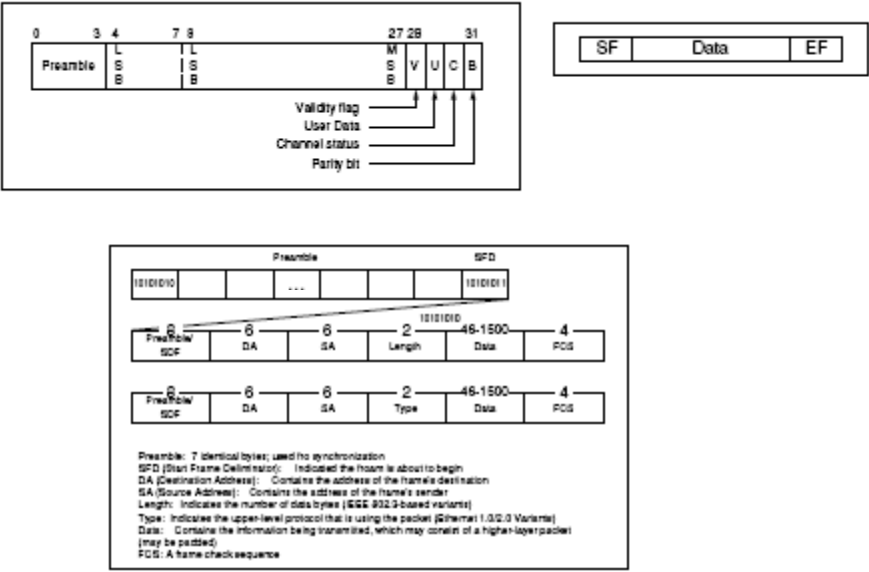 0 3 4 7 8 27 28 31
Preamble L S B L S B M S B V U C B
Validity flag
User Data
Channel status
Parity bit
SF Data EF
Preamble SFD
10101010 ... 10101011
10101010
8 6 6 2 46-1500 4
Preamble/ SDF DA SA Length Data FCS
8 6 6 2 46-1500 4
Preamble/ SDF DA SA Type Data FCS
Preamble: 7 identical bytes; used for synchronization
SFD (Start Frame Deliminator): Indicated the is about to begin
DA (Destination Address): Contains the address of the frame's destination
SA (Source Address): Contains the address of the frame's sender
Length: Indicates the number of data bytes (IEEE 802.3-based variants)
Type: Indicates the upper-level protocol that is using the packet (Ethernet 1.0/2.0 Variants)
Data: Contains the information being transmitted, which may consist of a higher-layer packet
(may be padded)
FCS: A frame check sequence